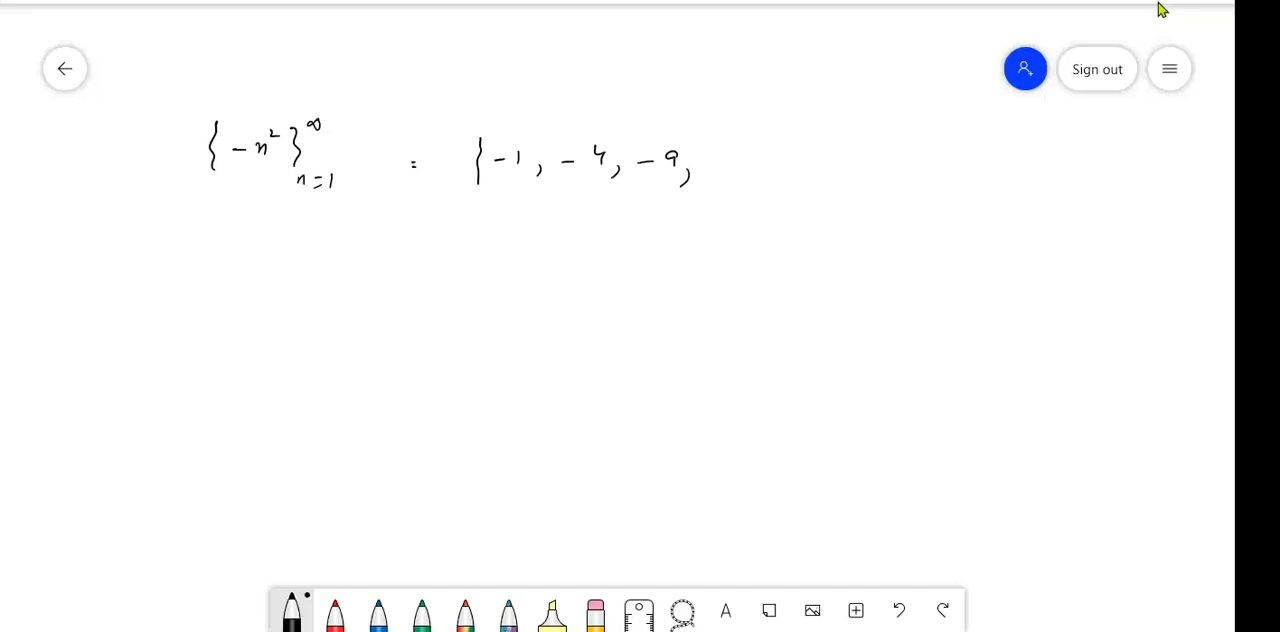 Sign out
{-n²}^∞_{n=1} = {-1, -4, -9,
A